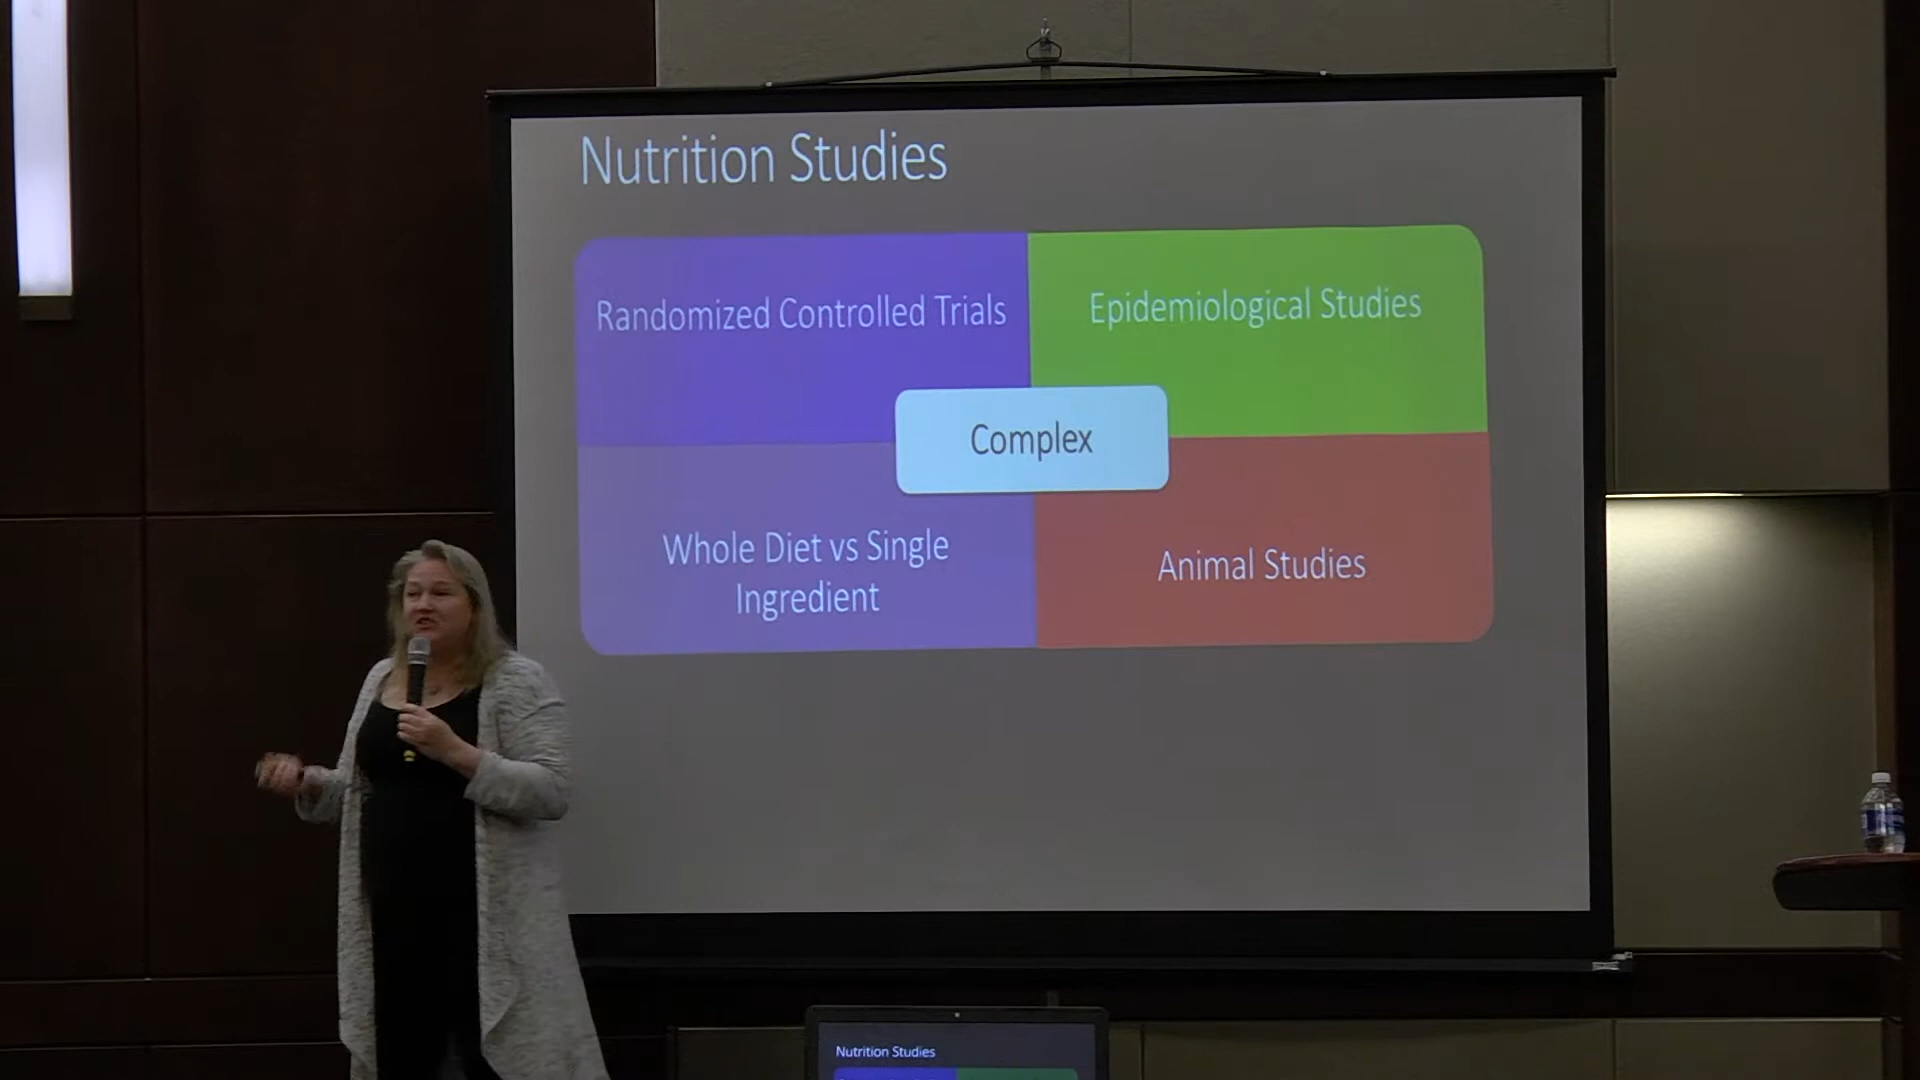 Nutrition Studies
Randomized Controlled Trials
Epidemiological Studies
Complex
Whole Diet vs Single
Ingredient
Animal Studies
Nutrition Studies